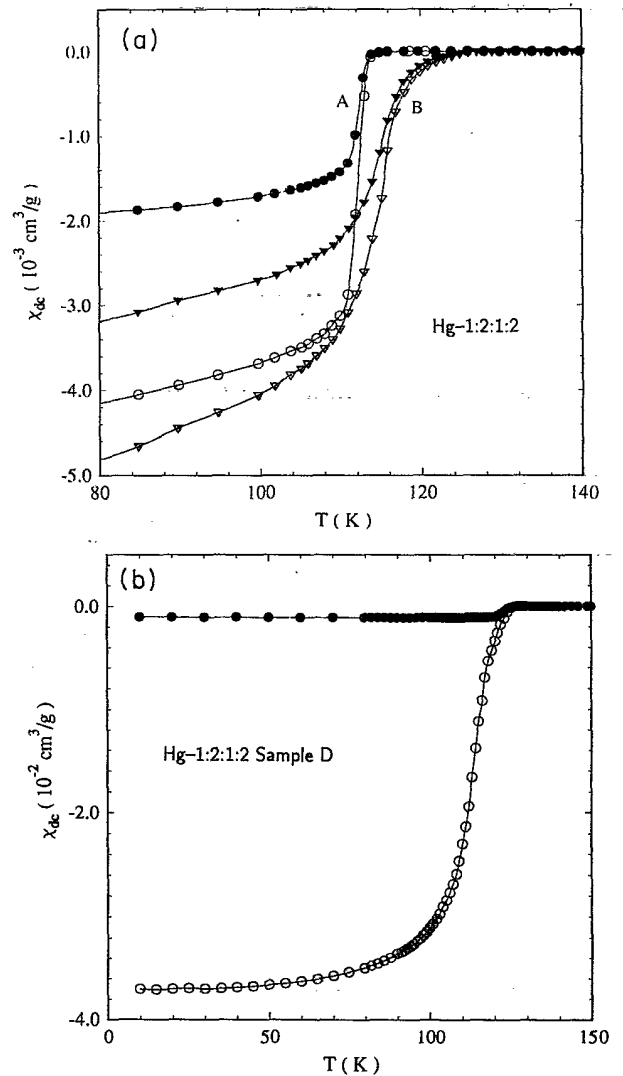 (a)
0.0
-1.0
-2.0
-3.0
-4.0
-5.0
A
B
Hg–1:2:1:2
χdc ( 10⁻³ cm³/g)
80
100
120
140
T ( K )
(b)
0.0
-2.0
-4.0
Hg–1:2:1:2 Sample D
χdc ( 10⁻² cm³/g)
0
50
100
150
T ( K )